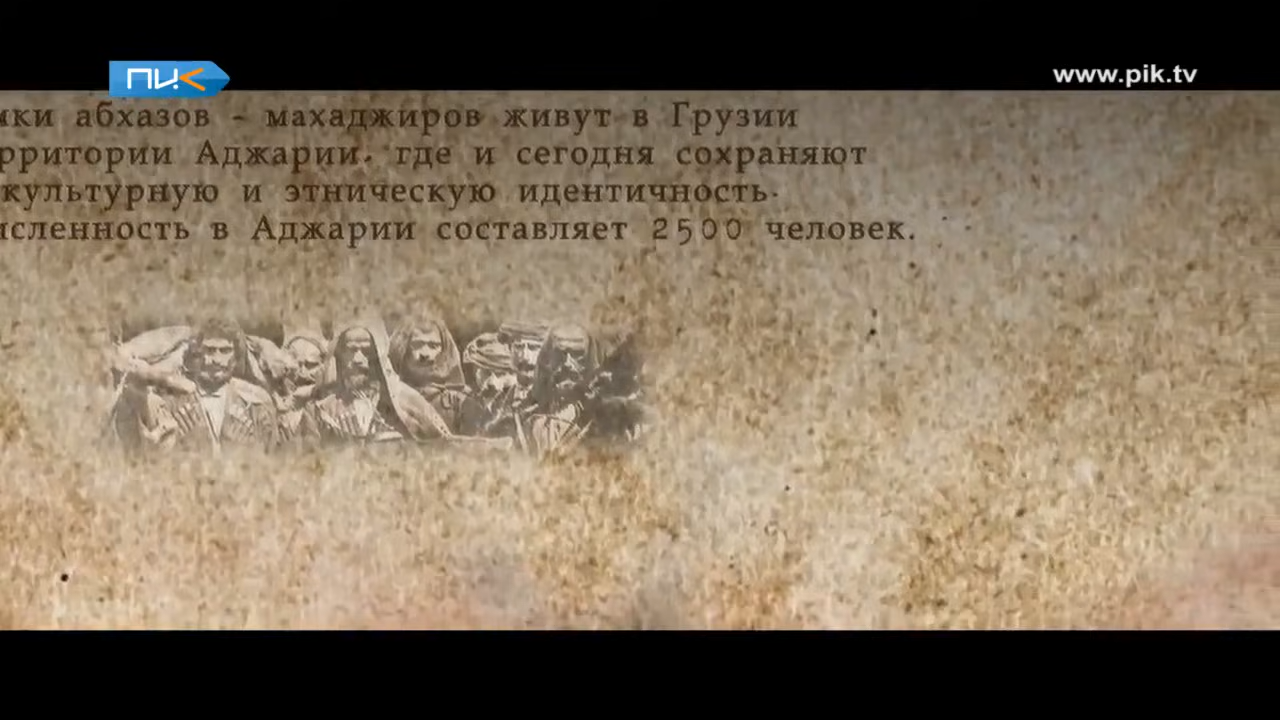 ПИК
www.pik.tv
абхазов - махаджиров живут в Грузии
Аджарии. где и сегодня сохраняют
культурную и этническую идентичность.
в Аджарии составляет 2500 человек.